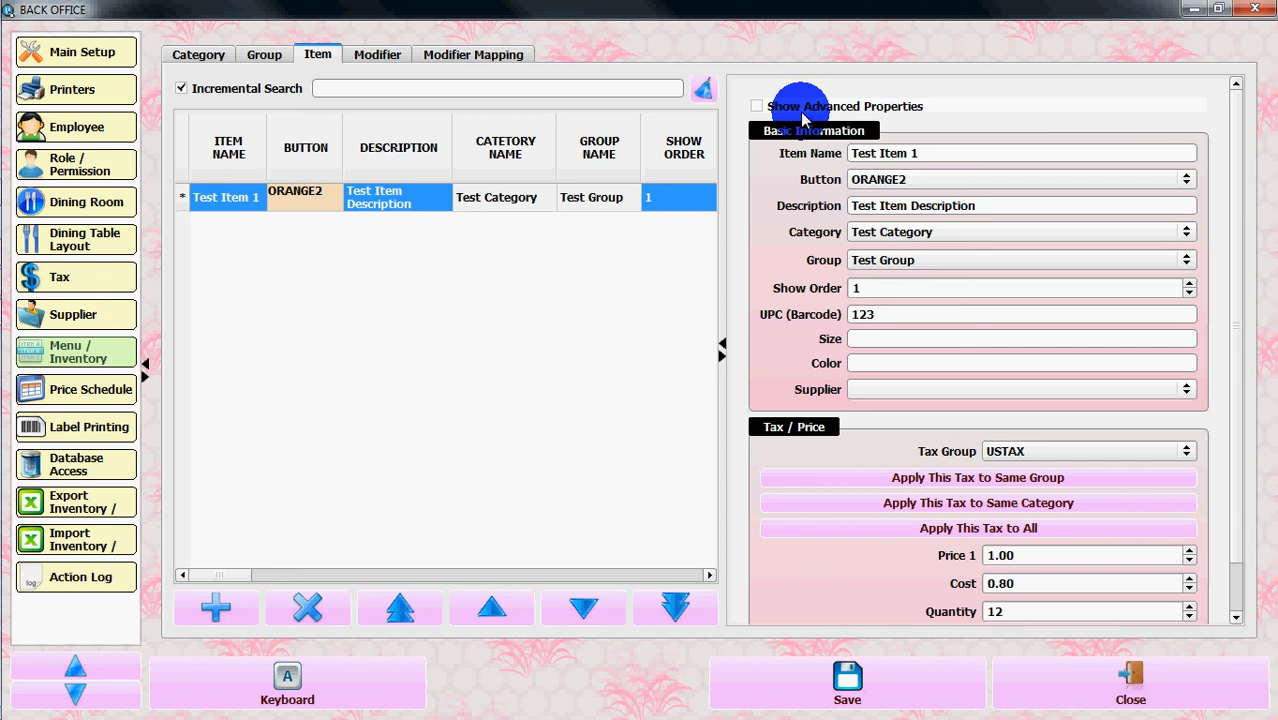 BACK OFFICE
Main Setup
Printers
Employee
Role /
Permission
Dining Room
Dining Table
Layout
Tax
Supplier
Menu /
Inventory
Price Schedule
Label Printing
Database
Access
Export
Inventory /
Import
Inventory /
log
Action Log
Category Group Item Modifier Modifier Mapping
Incremental Search
ITEM
NAME
BUTTON
DESCRIPTION
CATETORY
NAME
GROUP
NAME
SHOW
ORDER
* Test Item 1
ORANGE2
Test Item
Description
Test Category
Test Group
1
Show Advanced Properties
Basic Information
Item Name Test Item 1
Button ORANGE2
Description Test Item Description
Category Test Category
Group Test Group
Show Order 1
UPC (Barcode) 123
Size
Color
Supplier
Tax / Price
Tax Group USTAX
Apply This Tax to Same Group
Apply This Tax to Same Category
Apply This Tax to All
Price 1 1.00
Cost 0.80
Quantity 12
A
Keyboard
Save
Close